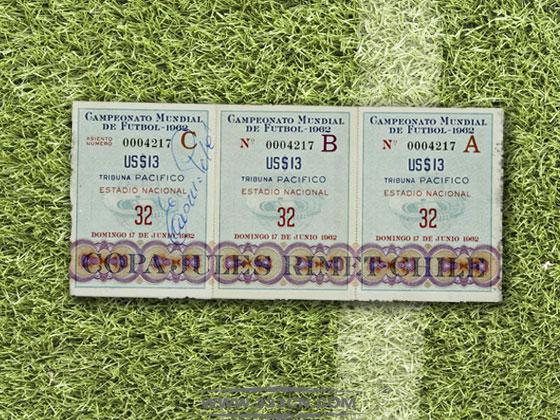 CAMPEONATO MUNDIAL
DE FUTBOL-1962
ASIENTO
NUMERO 0004217 C
US$13
TRIBUNA PACIFICO
ESTADIO NACIONAL
32
DOMINGO 17 DE JUNIO 1962
CAMPEONATO MUNDIAL
DE FUTBOL-1962
Nº 0004217 B
US$13
TRIBUNA PACIFICO
ESTADIO NACIONAL
32
DOMINGO 17 DE JUNIO 1962
CAMPEONATO MUNDIAL
DE FUTBOL-1962
Nº 0004217 A
US$13
TRIBUNA PACIFICO
ESTADIO NACIONAL
32
DOMINGO 17 DE JUNIO 1962
COPA JULES RIMET-CHILE